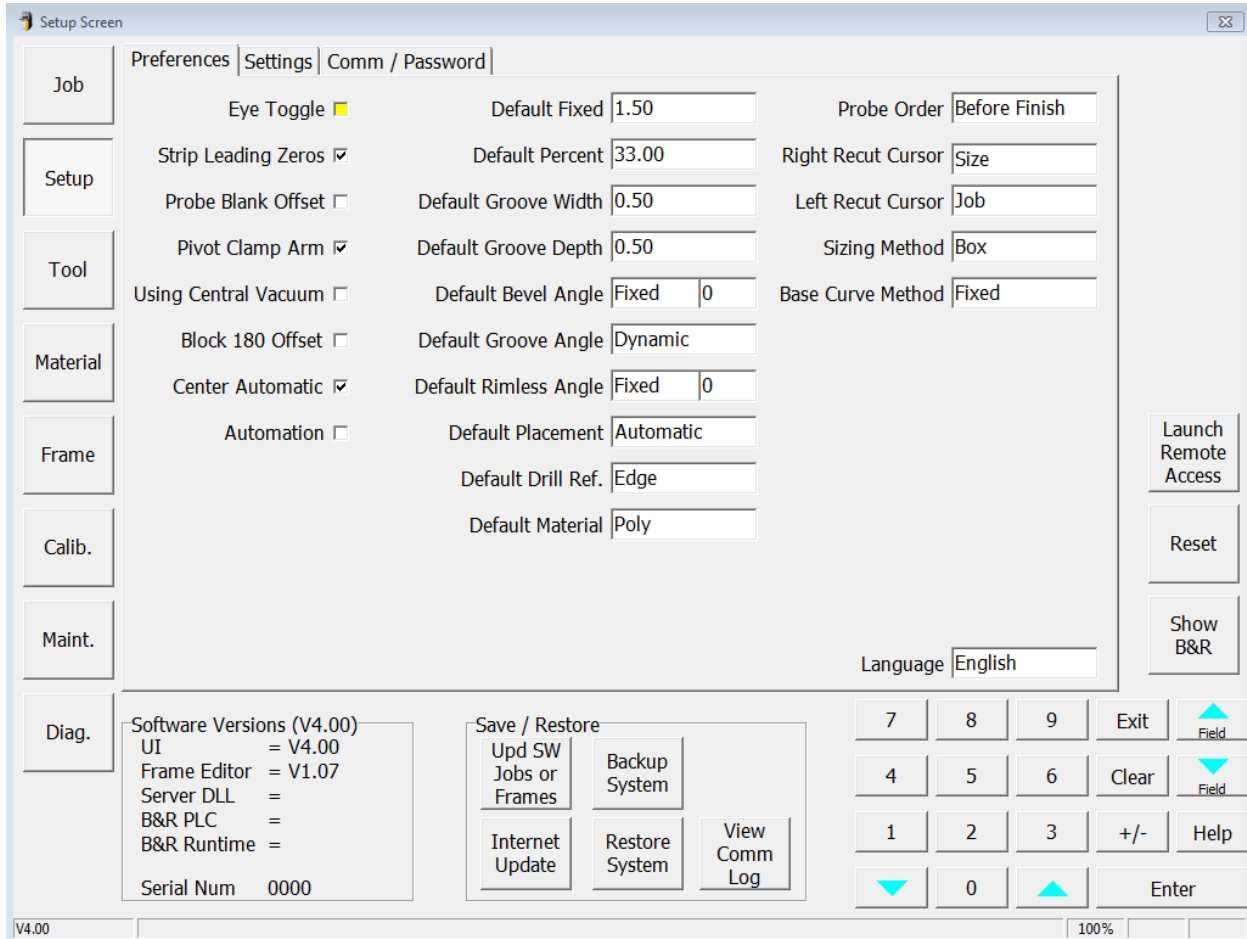 Setup Screen
Job
Setup
Tool
Material
Frame
Calib.
Maint.
Diag.
Preferences Settings Comm / Password
Eye Toggle
Strip Leading Zeros
Probe Blank Offset
Pivot Clamp Arm
Using Central Vacuum
Block 180 Offset
Center Automatic
Automation
Default Fixed 1.50
Default Percent 33.00
Default Groove Width 0.50
Default Groove Depth 0.50
Default Bevel Angle Fixed 0
Default Groove Angle Dynamic
Default Rimless Angle Fixed 0
Default Placement Automatic
Default Drill Ref. Edge
Default Material Poly
Probe Order Before Finish
Right Recut Cursor Size
Left Recut Cursor Job
Sizing Method Box
Base Curve Method Fixed
Language English
Launch
Remote
Access
Reset
Show
B&R
Software Versions (V4.00)
UI = V4.00
Frame Editor = V1.07
Server DLL =
B&R PLC =
B&R Runtime =
Serial Num 0000
Save / Restore
Upd SW
Jobs or
Frames
Backup
System
Internet
Update
Restore
System
View
Comm
Log
7 8 9 Exit Field
4 5 6 Clear Field
1 2 3 +/- Help
0 Enter
V4.00 100%